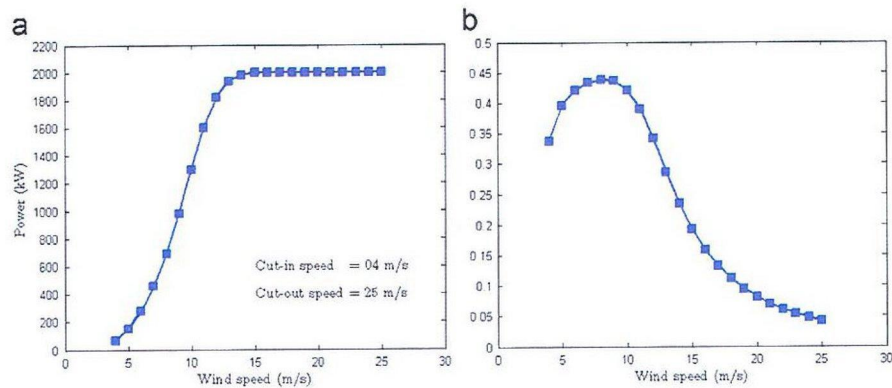 a
b
2200
2000
1800
1600
1400
1200
1000
800
600
400
200
0
Power (kW)
Cut-in speed = 04 m/s
Cut-out speed = 25 m/s
0 5 10 15 20 25 30
Wind speed (m/s)
0.5
0.45
0.4
0.35
0.3
0.25
0.2
0.15
0.1
0.05
0
0 5 10 15 20 25 30
Wind speed (m/s)